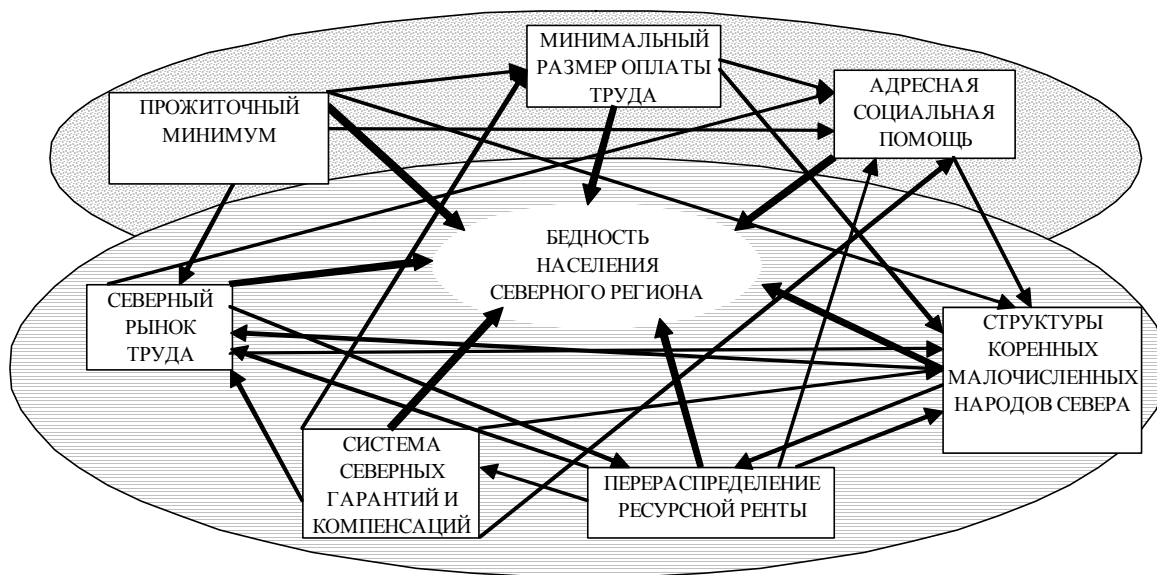 МИНИМАЛЬНЫЙ
РАЗМЕР ОПЛАТЫ
ТРУДА
ПРОЖИТОЧНЫЙ
МИНИМУМ
АДРЕСНАЯ
СОЦИАЛЬНАЯ
ПОМОЩЬ
БЕДНОСТЬ
НАСЕЛЕНИЯ
СЕВЕРНОГО РЕГИОНА
СЕВЕРНЫЙ
РЫНОК
ТРУДА
СТРУКТУРЫ
КОРЕННЫХ
МАЛОЧИСЛЕННЫХ
НАРОДОВ СЕВЕРА
СИСТЕМА
СЕВЕРНЫХ
ГАРАНТИЙ И
КОМПЕНСАЦИЙ
ПЕРЕРАСПРЕДЕЛЕНИЕ
РЕСУРСНОЙ РЕНТЫ